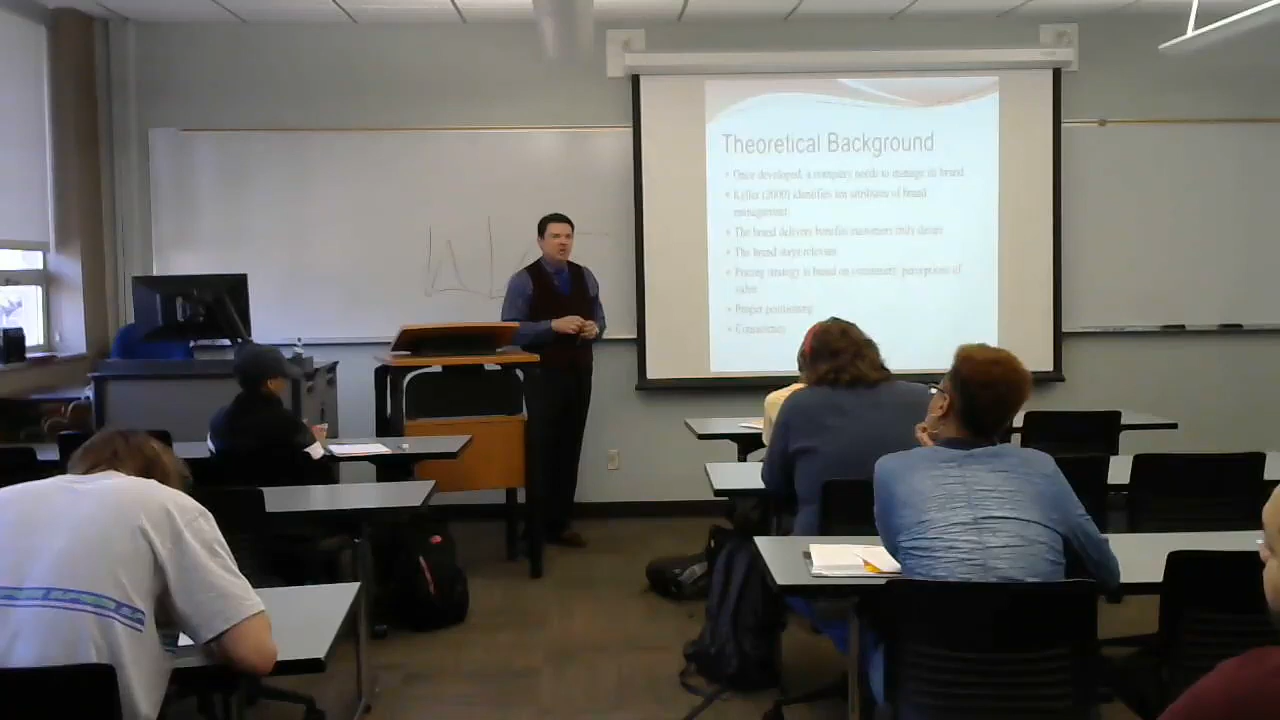 Theoretical Background
• Once developed, a company needs to manage its brand.
• Keller (2000) identifies ten attributes of brand
management:
• The brand delivers benefits customers truly desire
• The brand stays relevant
• Pricing strategy is based on consumers' perceptions of
value
• Proper positioning
• Consistency